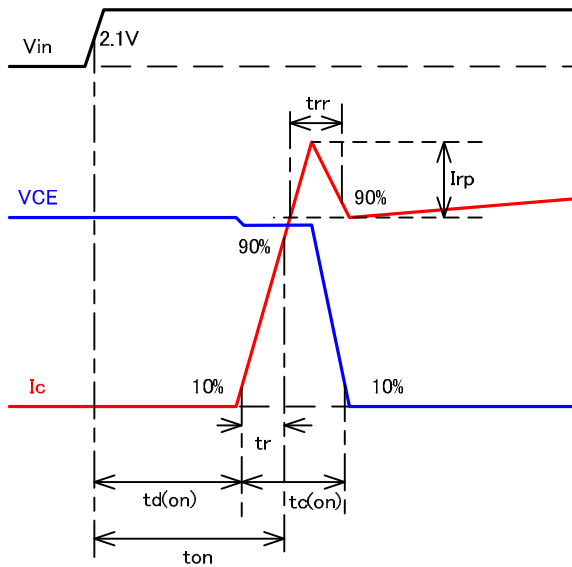 Vin
2.1V
trr
Irp
VCE
90%
90%
Ic
10%
10%
tr
td(on)
tc(on)
ton